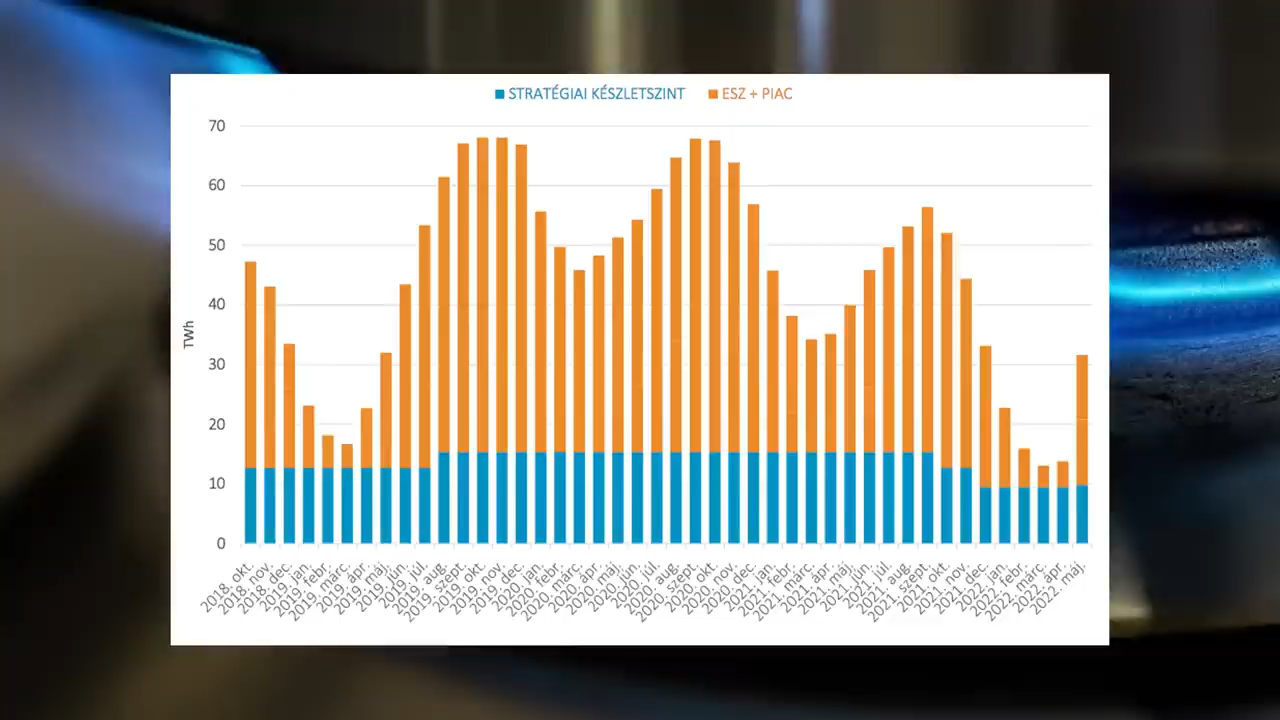 STRATÉGIAI KÉSZLETSZINT ESZ + PIAC
70
60
50
40
30
20
10
0
TWh
2018. okt.
2018. nov.
2018. dec.
2019. jan.
2019. febr.
2019. márc.
2019. ápr.
2019. máj.
2019. jún.
2019. júl.
2019. aug.
2019. szept.
2019. okt.
2019. nov.
2019. dec.
2020. jan.
2020. febr.
2020. márc.
2020. ápr.
2020. máj.
2020. jún.
2020. júl.
2020. aug.
2020. szept.
2020. okt.
2020. nov.
2020. dec.
2021. jan.
2021. febr.
2021. márc.
2021. ápr.
2021. máj.
2021. jún.
2021. júl.
2021. aug.
2021. szept.
2021. okt.
2021. nov.
2021. dec.
2022. jan.
2022. febr.
2022. márc.
2022. ápr.
2022. máj.